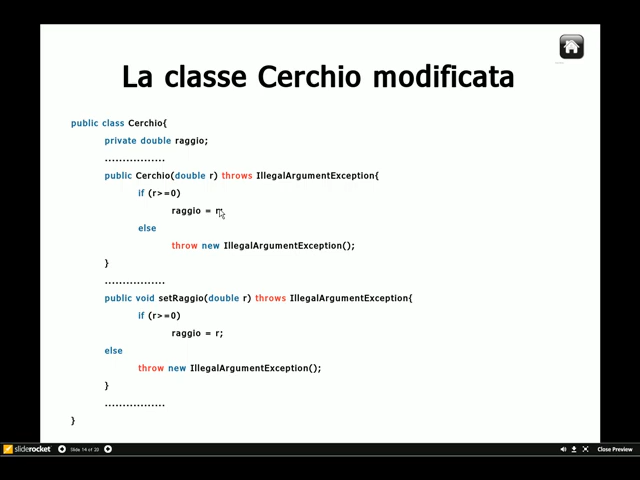 La classe Cerchio modificata
public class Cerchio{
private double raggio;
.................
public Cerchio(double r) throws IllegalArgumentException{
if (r>=0)
raggio = r
else
throw new IllegalArgumentException();
}
.................
public void setRaggio(double r) throws IllegalArgumentException{
if (r>=0)
raggio = r;
else
throw new IllegalArgumentException();
}
.................
}
sliderocket Slide 14 of 20 Close Preview